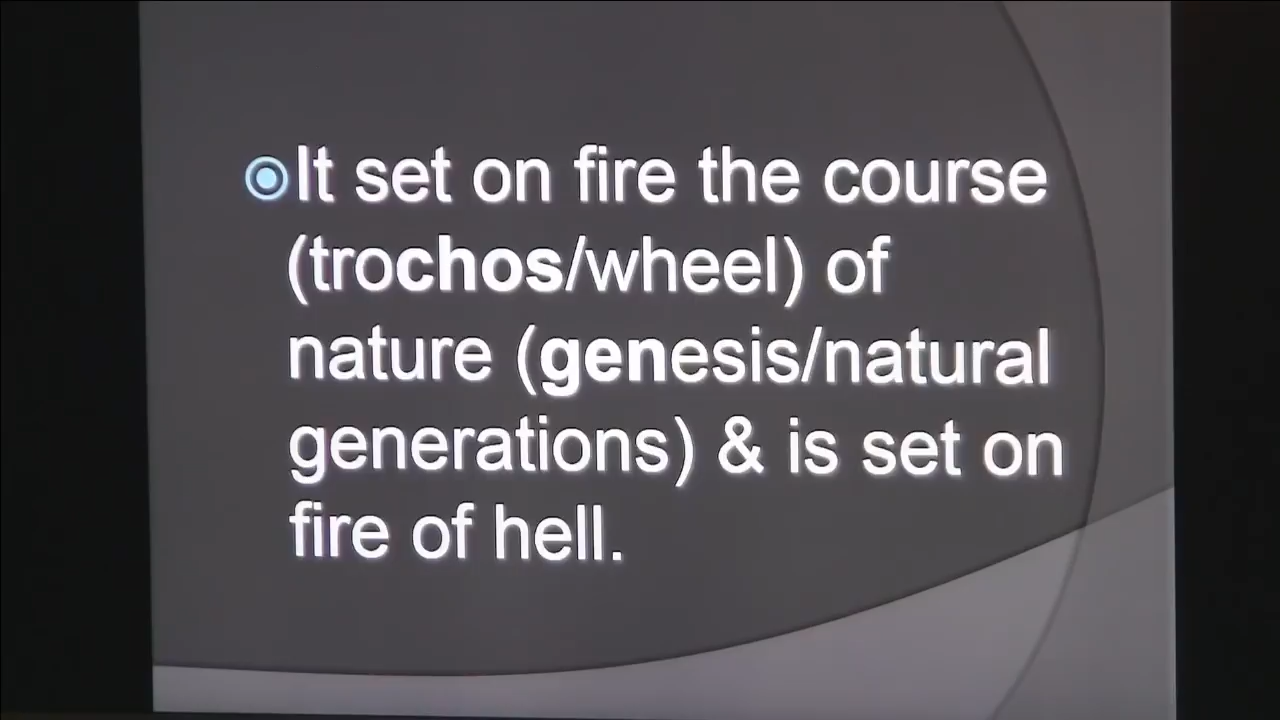 It set on fire the course
(trochos/wheel) of
nature (genesis/natural
generations) & is set on
fire of hell.